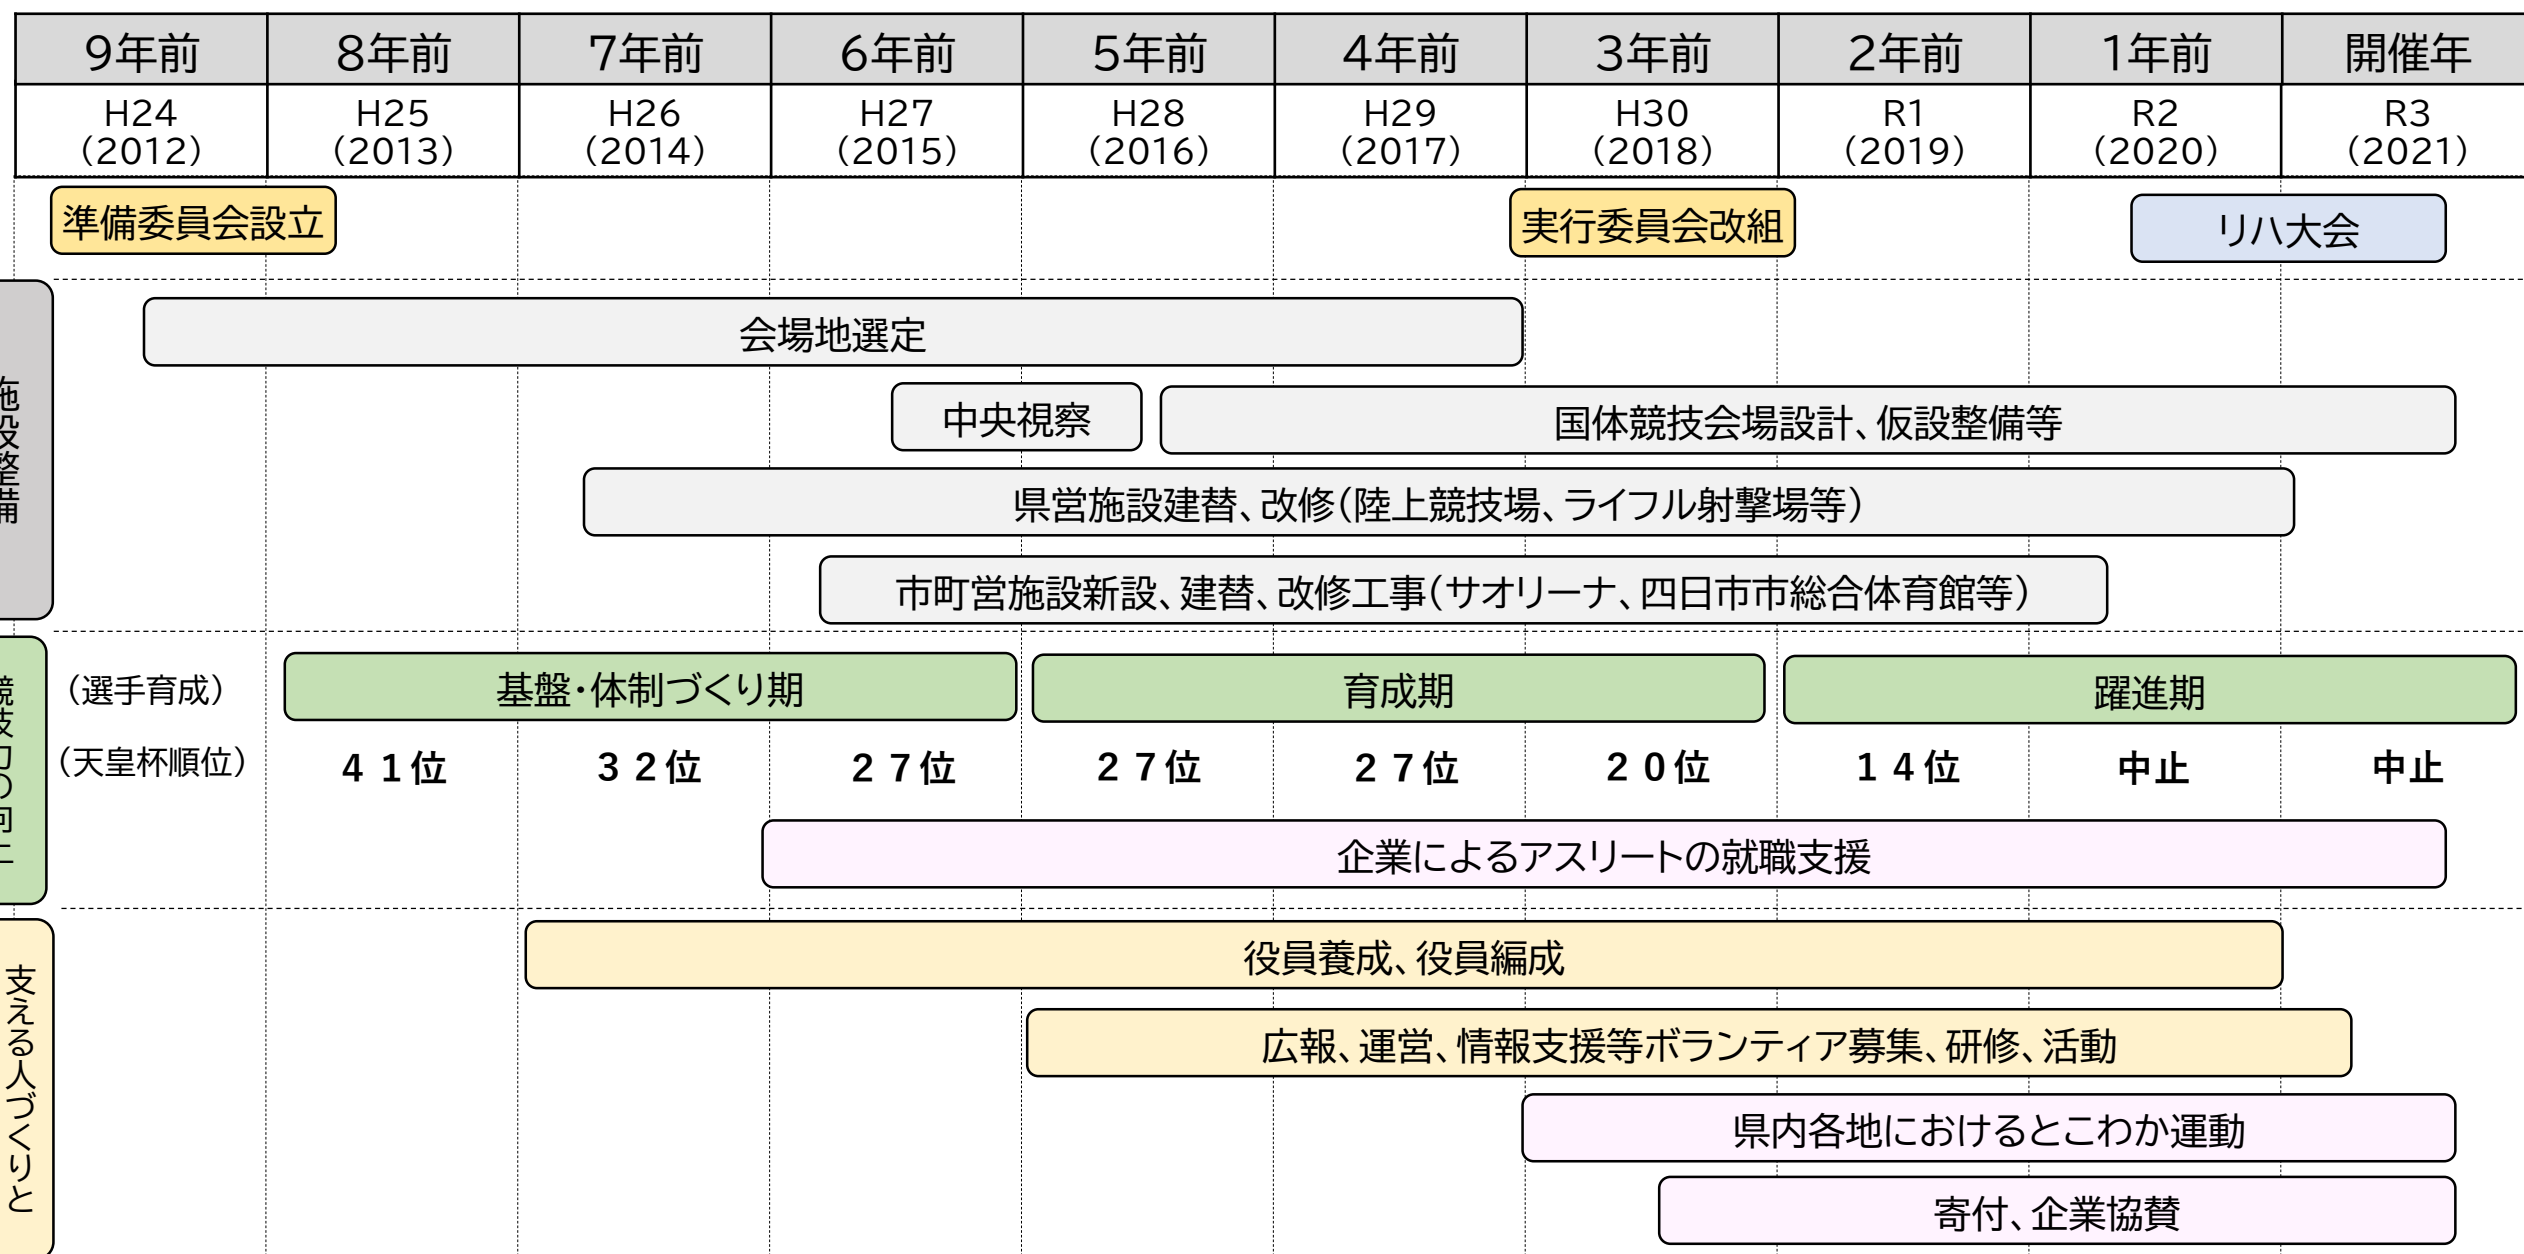 9年前 8年前 7年前 6年前 5年前 4年前 3年前 2年前 1年前 開催年
H24 H25 H26 H27 H28 H29 H30 R1 R2 R3
(2012) (2013) (2014) (2015) (2016) (2017) (2018) (2019) (2020) (2021)
準備委員会設立 実行委員会改組 リハ大会
施設整備
会場地選定
中央視察 国体競技会場設計、仮設整備等
県営施設建替、改修(陸上競技場、ライフル射撃場等)
市町営施設新設、建替、改修工事(サオリーナ、四日市市総合体育館等)
競技力の向上
(選手育成) 基盤・体制づくり期 育成期 躍進期
(天皇杯順位) 41位 32位 27位 27位 27位 20位 14位 中止 中止
企業によるアスリートの就職支援
支える人づくりと
役員養成、役員編成
広報、運営、情報支援等ボランティア募集、研修、活動
県内各地におけるとこわか運動
寄付、企業協賛